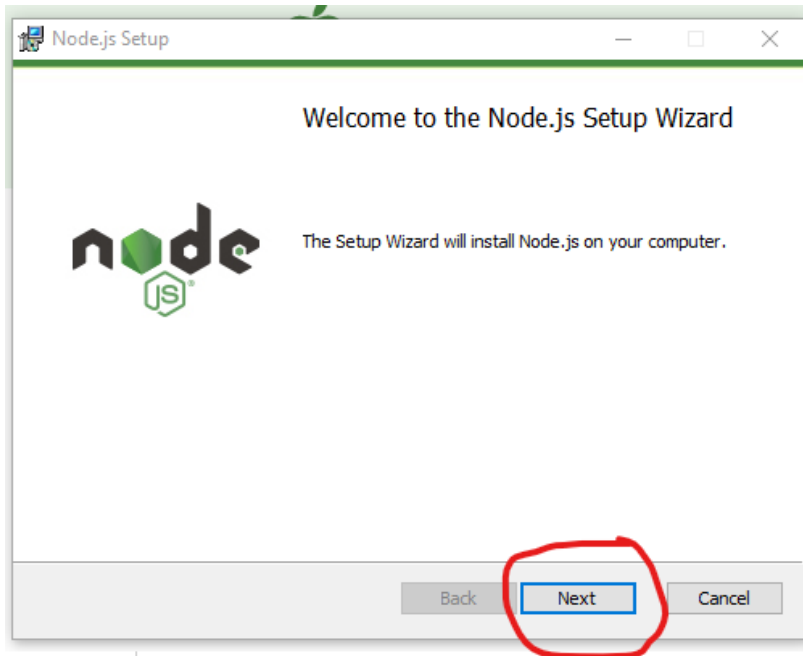 Node.js Setup
Welcome to the Node.js Setup Wizard
node
JS®
The Setup Wizard will install Node.js on your computer.
Back Next Cancel